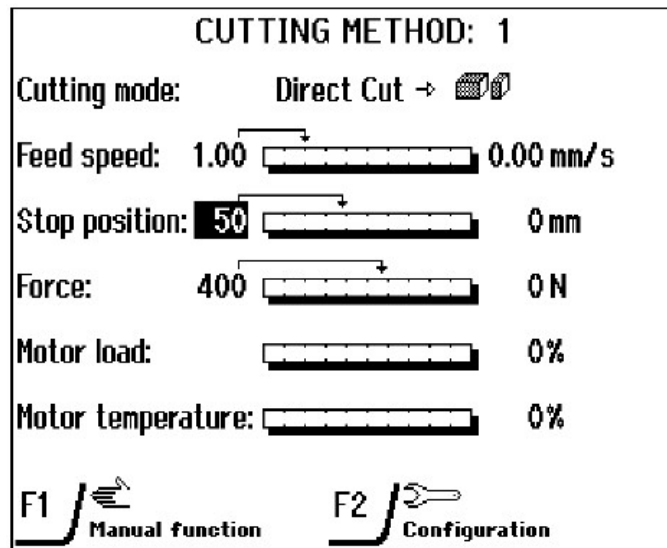 CUTTING METHOD: 1
Cutting mode: Direct Cut →
Feed speed: 1.00 0.00 mm/s
Stop position: 50 0 mm
Force: 400 0 N
Motor load: 0%
Motor temperature: 0%
F1 Manual function F2 Configuration